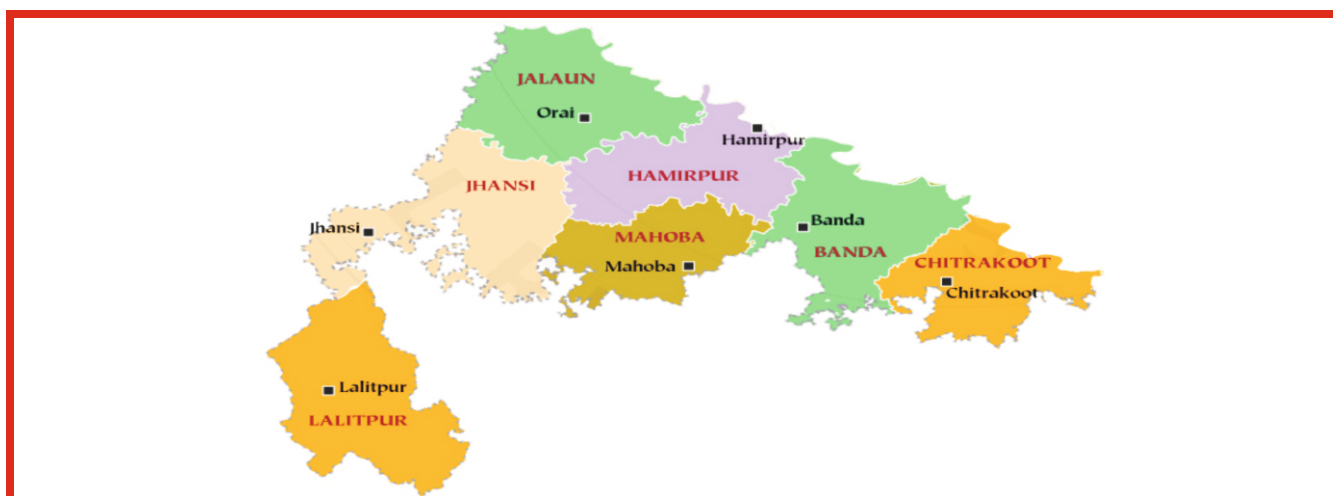 JALAUN
Orai
Hamirpur
HAMIRPUR
JHANSI
Jhansi
Banda
MAHOBA
BANDA
Mahoba
CHITRAKOOT
Chitrakoot
Lalitpur
LALITPUR